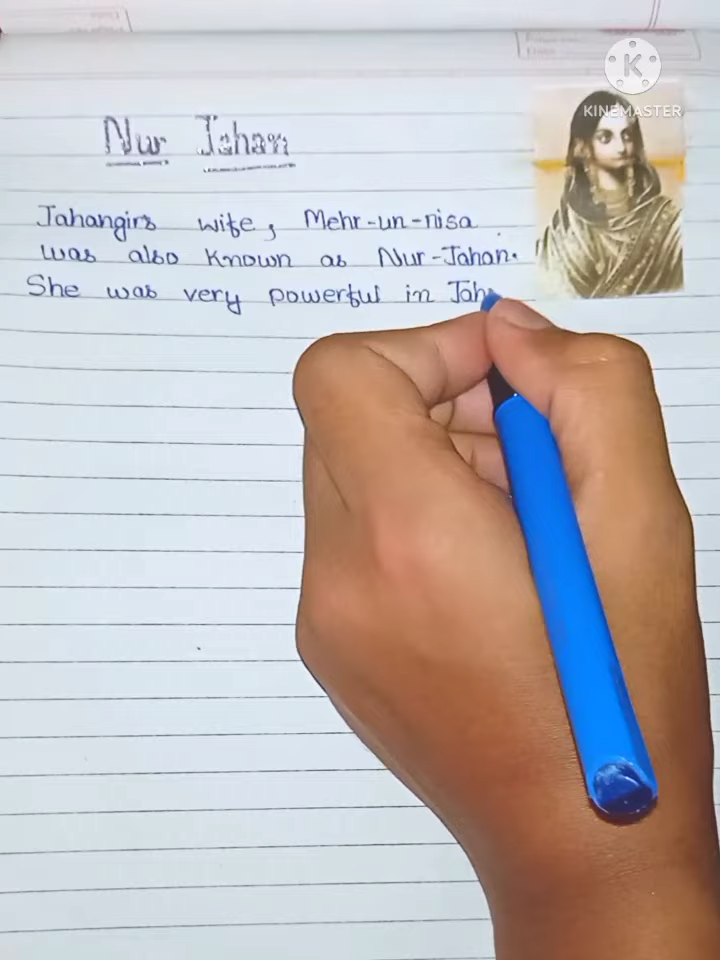 KINEMASTER
Nur Jahan
Jahangirs wife, Mehr-un-nisa
was also known as Nur-Jahan.
She was very powerful in Jah